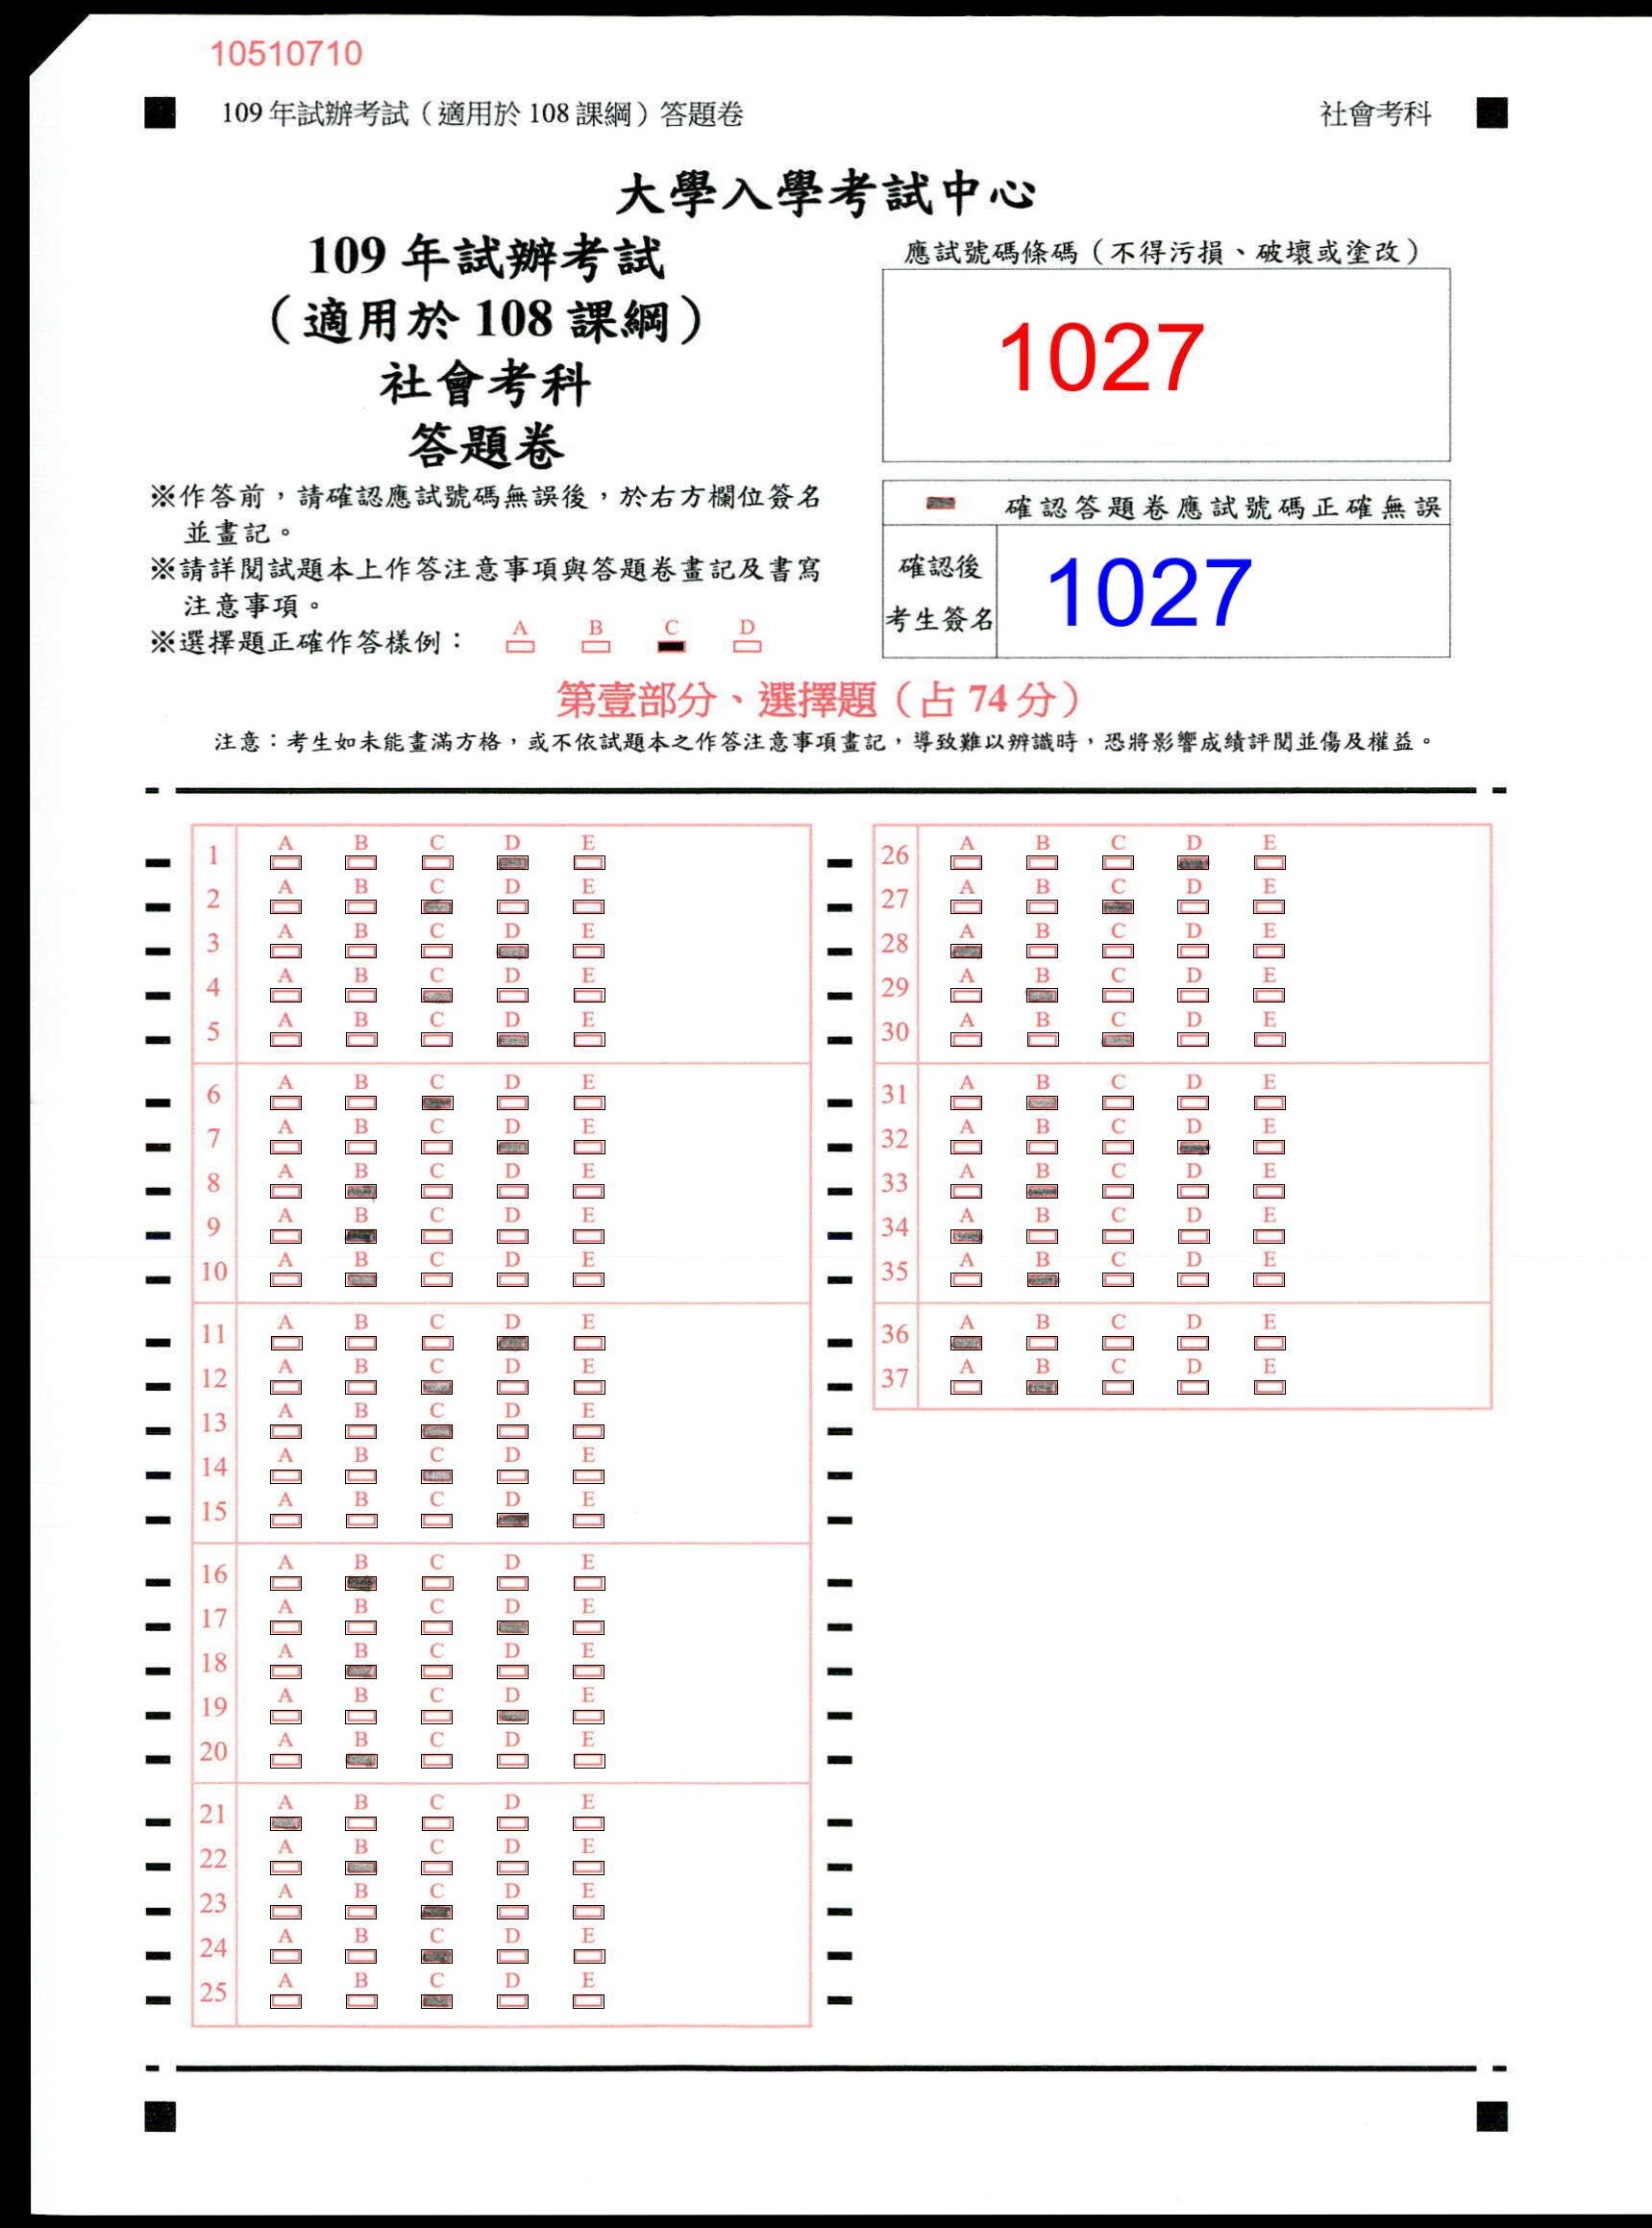 10510710
109 年試辦考試（適用於 108 課綱）答題卷 社會考科
大學入學考試中心
109 年試辦考試
（適用於 108 課綱）
社會考科
答題卷
應試號碼條碼（不得污損、破壞或塗改）
1027
確認答題卷應試號碼正確無誤
確認後
考生簽名
1027
※作答前，請確認應試號碼無誤後，於右方欄位簽名
並畫記。
※請詳閱試題本上作答注意事項與答題卷畫記及書寫
注意事項。
※選擇題正確作答樣例： A B C D
第壹部分、選擇題（占 74 分）
注意：考生如未能畫滿方格，或不依試題本之作答注意事項畫記，導致難以辨識時，恐將影響成績評閱並傷及權益。
1 A B C D E
2 A B C D E
3 A B C D E
4 A B C D E
5 A B C D E
6 A B C D E
7 A B C D E
8 A B C D E
9 A B C D E
10 A B C D E
11 A B C D E
12 A B C D E
13 A B C D E
14 A B C D E
15 A B C D E
16 A B C D E
17 A B C D E
18 A B C D E
19 A B C D E
20 A B C D E
21 A B C D E
22 A B C D E
23 A B C D E
24 A B C D E
25 A B C D E
26 A B C D E
27 A B C D E
28 A B C D E
29 A B C D E
30 A B C D E
31 A B C D E
32 A B C D E
33 A B C D E
34 A B C D E
35 A B C D E
36 A B C D E
37 A B C D E